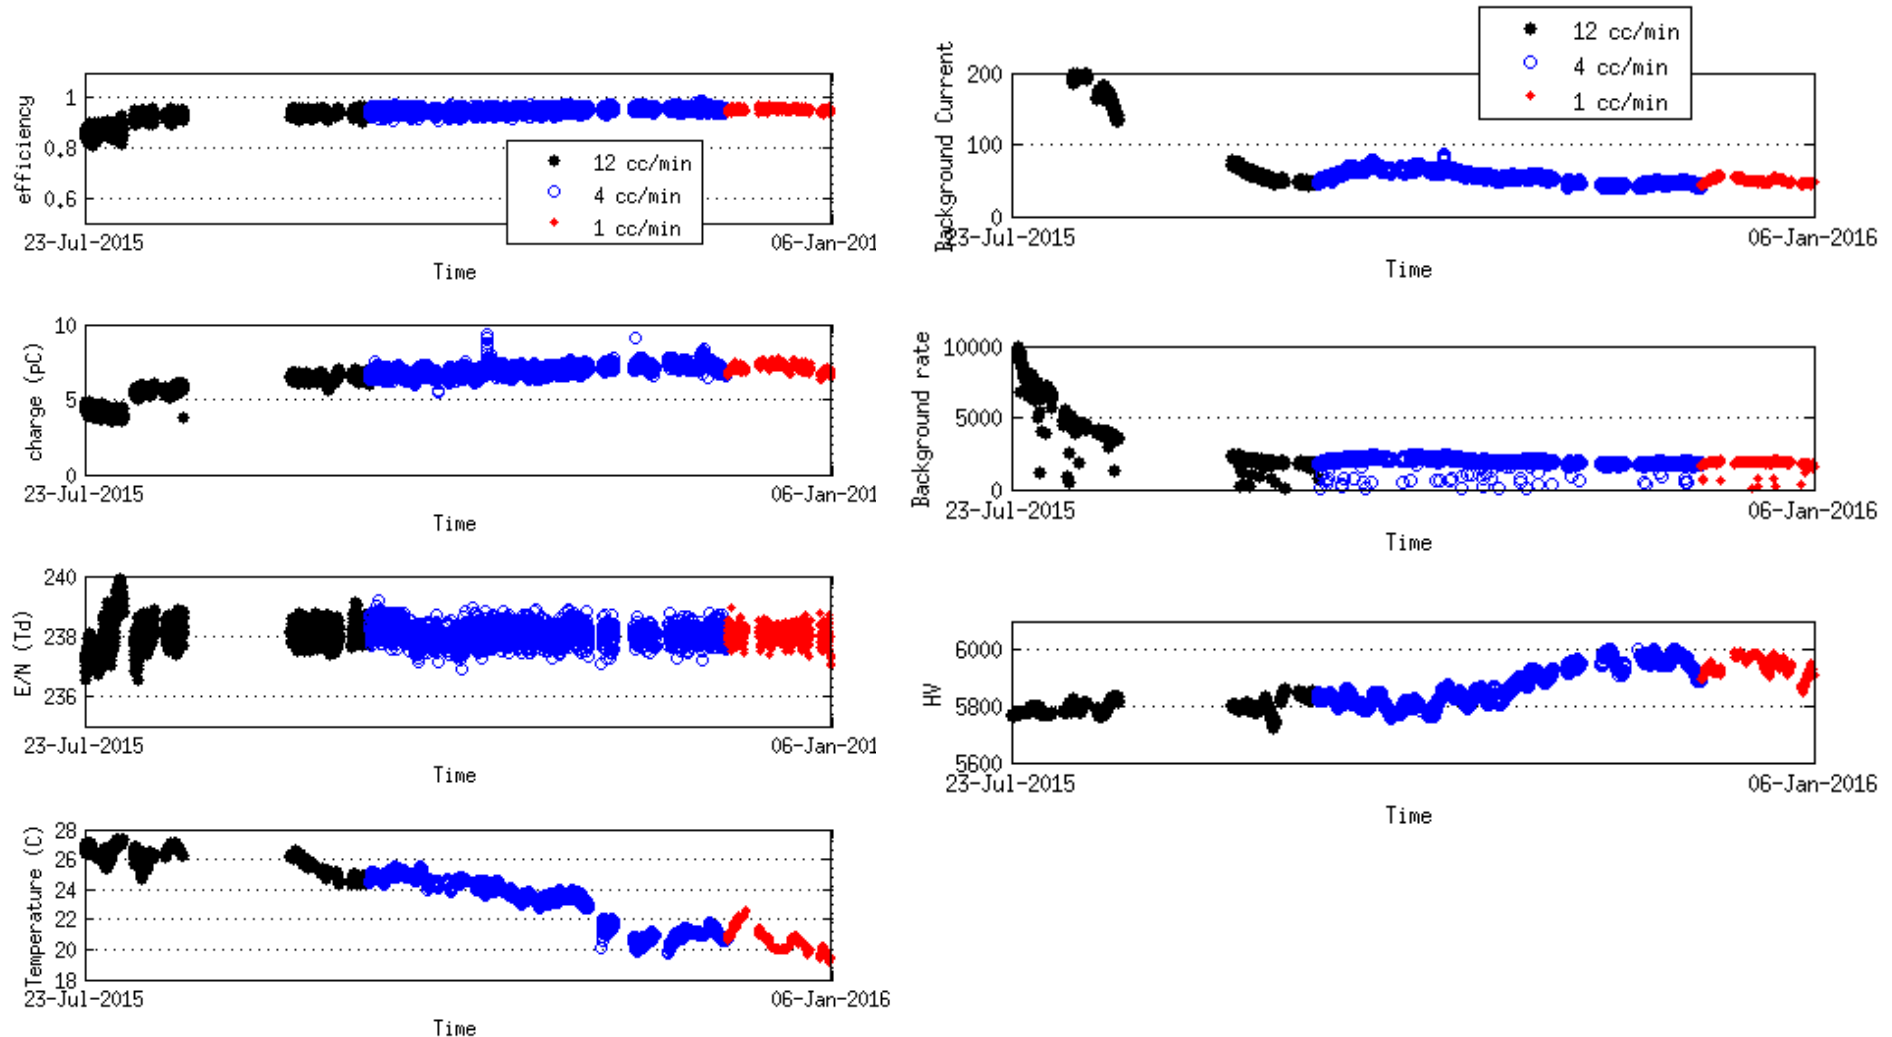 efficiency
1
0.8
0.6
12 cc/min
4 cc/min
1 cc/min
23-Jul-2015
06-Jan-201
Time
charge (pC)
10
5
0
23-Jul-2015
06-Jan-201
Time
E/N (Td)
240
238
236
23-Jul-2015
06-Jan-201
Time
Temperature (C)
28
26
24
22
20
18
23-Jul-2015
06-Jan-2016
Time
Background Current
200
100
0
12 cc/min
4 cc/min
1 cc/min
23-Jul-2015
06-Jan-2016
Time
Background rate
10000
5000
0
23-Jul-2015
06-Jan-2016
Time
HV
6000
5800
5600
23-Jul-2015
06-Jan-2016
Time